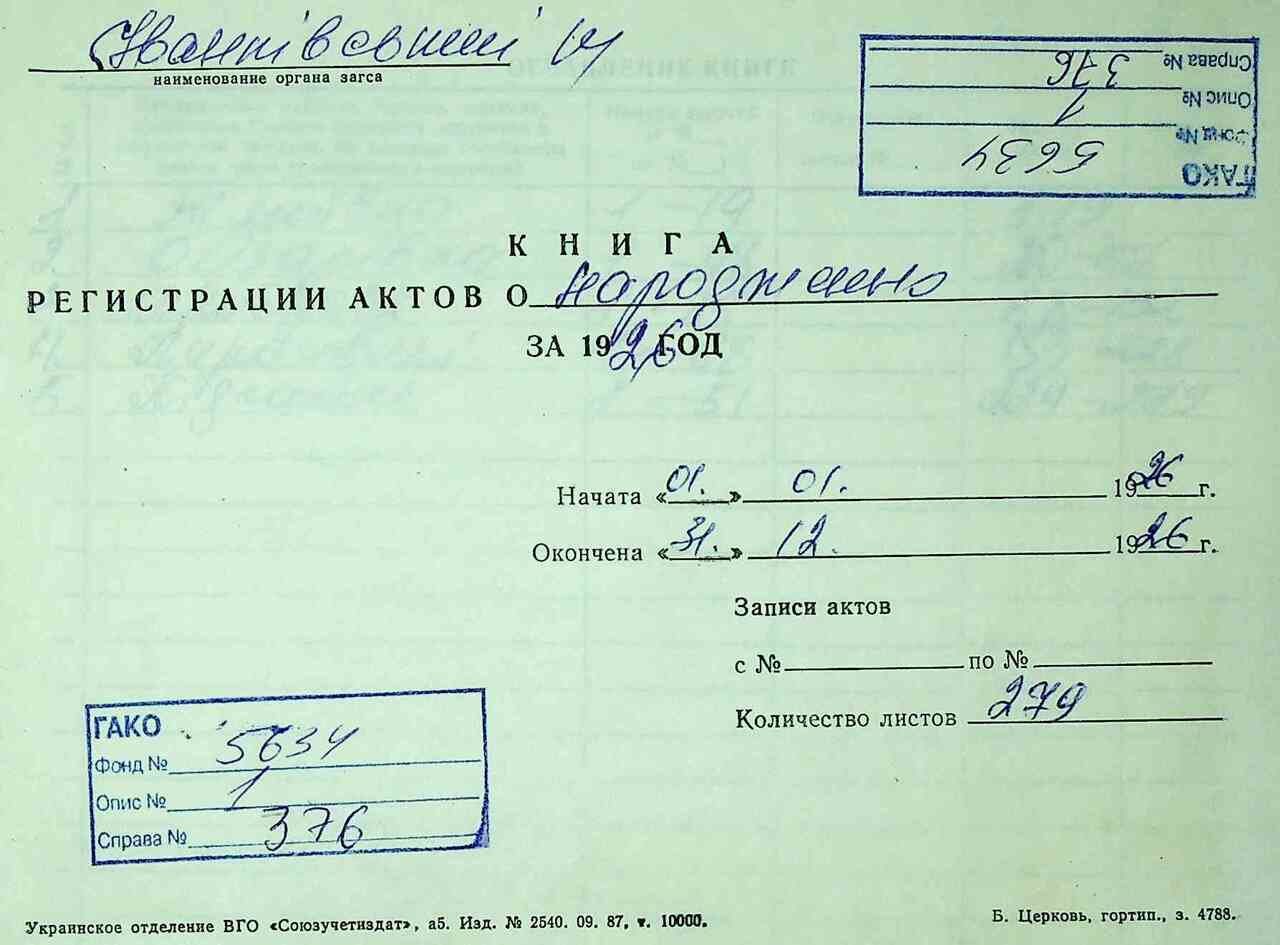 Іванківський
наименование органа загса
Справа № 376
Опис № 1
Фонд № 5634
ГАКО
КНИГА
РЕГИСТРАЦИИ АКТОВ О народження
ЗА 1926 ГОД
Начата «01.» 01. 1926 г.
Окончена «31.» 12. 1926 г.
Записи актов
с № по №
Количество листов 279
ГАКО
Фонд № 5634
Опис № 1
Справа № 376
Украинское отделение ВГО «Союзучетиздат», а5. Изд. № 2540. 09. 87, т. 10000.
Б. Церковь, гортип., з. 4788.